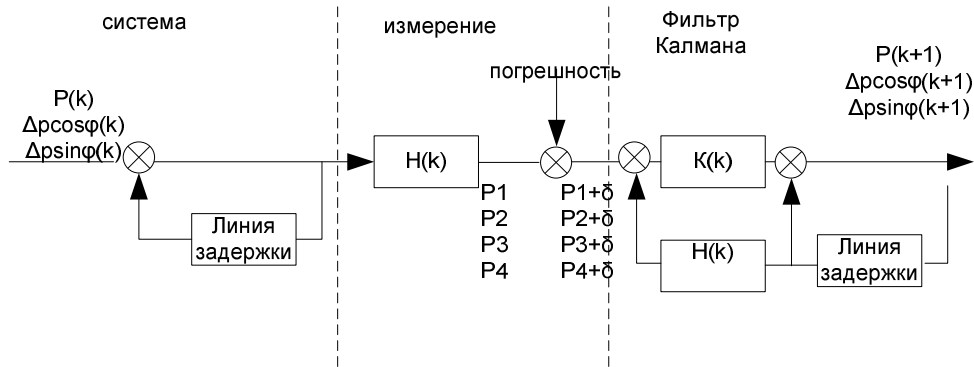 система
измерение
Фильтр
Калмана
погрешность
P(k)
Δpcosφ(k)
Δpsinφ(k)
Линия
задержки
H(k)
P1
P2
P3
P4
P1+δ
P2+δ
P3+δ
P4+δ
К(k)
H(k)
Линия
задержки
P(k+1)
Δpcosφ(k+1)
Δpsinφ(k+1)